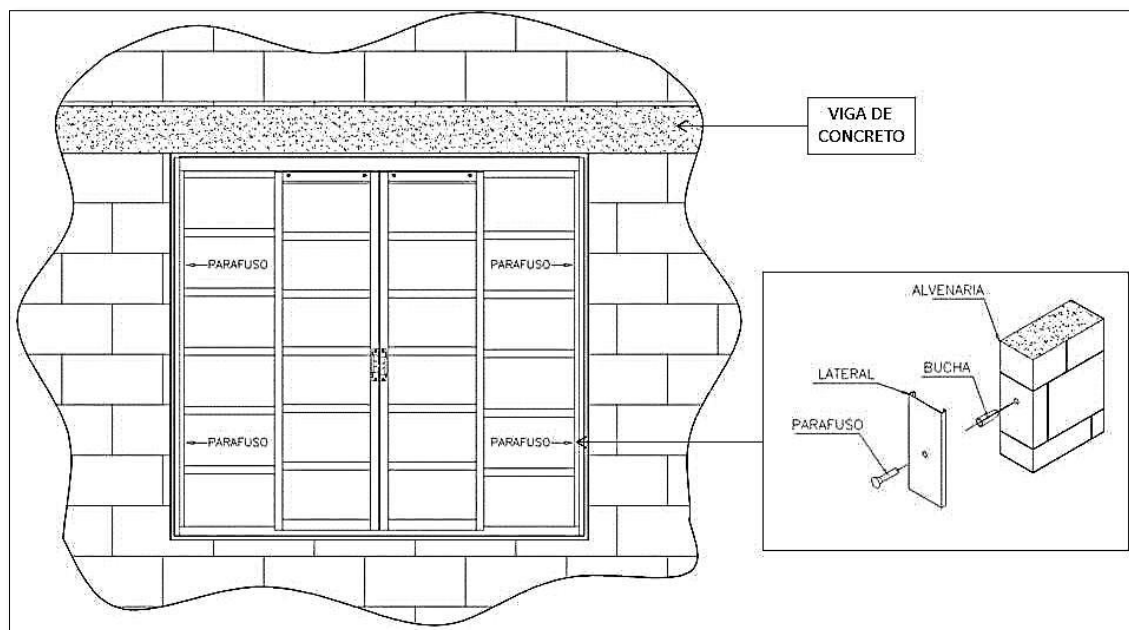 VIGA DE
CONCRETO
PARAFUSO
PARAFUSO
ALVENARIA
LATERAL
BUCHA
PARAFUSO
PARAFUSO
PARAFUSO